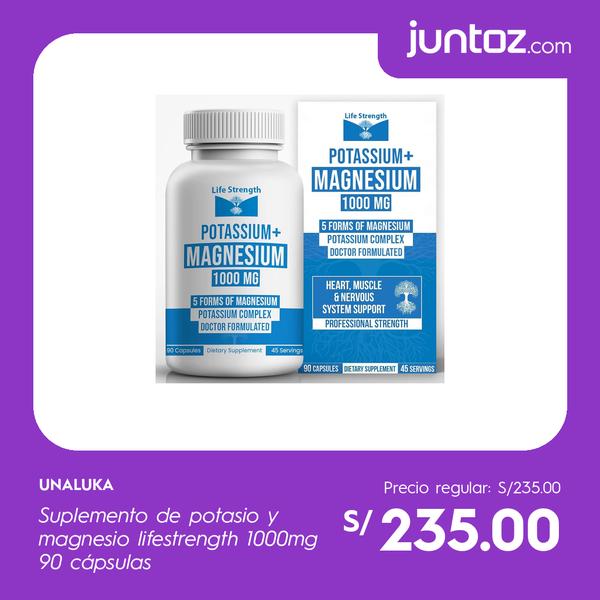 juntoz.com
Life Strength
POTASSIUM+
MAGNESIUM
1000 MG
5 FORMS OF MAGNESIUM
POTASSIUM COMPLEX
DOCTOR FORMULATED
90 Capsules Dietary Supplement 45 Servings
Life Strength
POTASSIUM+
MAGNESIUM
1000 MG
5 FORMS OF MAGNESIUM
POTASSIUM COMPLEX
DOCTOR FORMULATED
HEART, MUSCLE
& NERVOUS
SYSTEM SUPPORT
PROFESSIONAL STRENGTH
90 CAPSULES DIETARY SUPPLEMENT 45 SERVINGS
UNALUKA
Suplemento de potasio y
magnesio lifestrength 1000mg
90 cápsulas
Precio regular: S/235.00
S/ 235.00